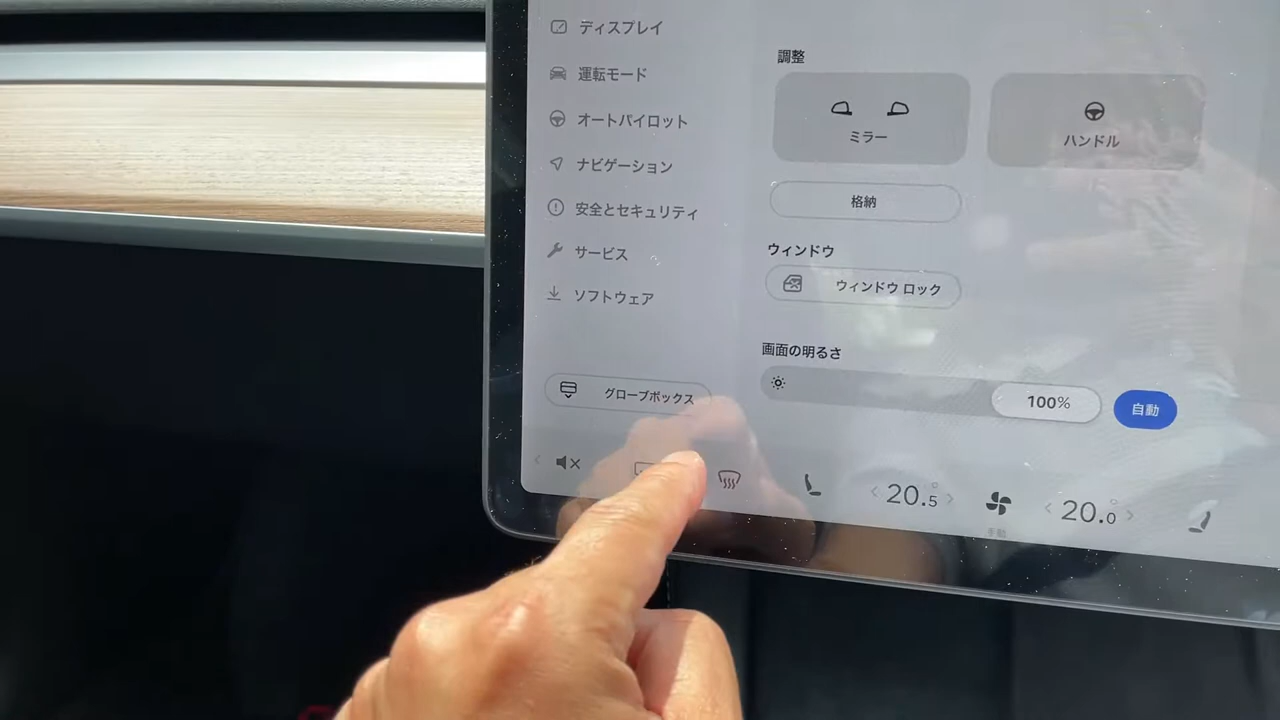 ディスプレイ
運転モード
オートパイロット
ナビゲーション
安全とセキュリティ
サービス
ソフトウェア
グローブボックス
調整
ミラー
ハンドル
格納
ウィンドウ
ウィンドウ ロック
画面の明るさ
100%
自動
20.5
20.0
手動